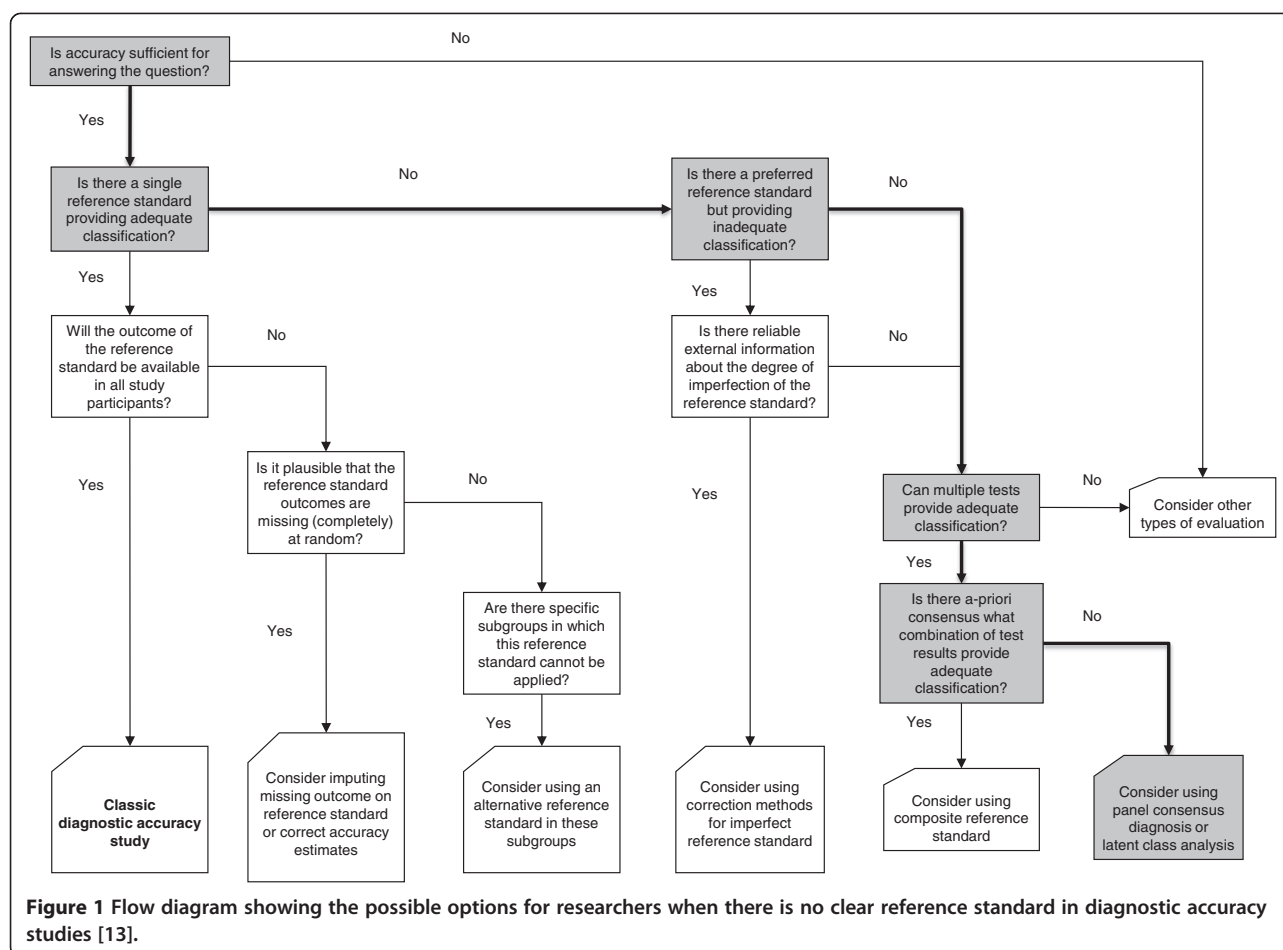 Is accuracy sufficient for
answering the question?
No
Yes
Is there a single
reference standard
providing adequate
classification?
No
Is there a preferred
reference standard
but providing
inadequate
classification?
No
Yes
Yes
Will the outcome of
the reference
standard be available
in all study
participants?
No
Is there reliable
external information
about the degree of
imperfection of the
reference standard?
No
Yes
Is it plausible that the
reference standard
outcomes are
missing (completely)
at random?
No
Yes
Can multiple tests
provide adequate
classification?
No
Consider other
types of evaluation
Yes
Yes
Are there specific
subgroups in which
this reference
standard cannot be
applied?
Is there a-priori
consensus what
combination of test
results provide
adequate
classification?
No
Yes
Yes
Classic
diagnostic accuracy
study
Consider imputing
missing outcome on
reference standard
or correct accuracy
estimates
Consider using an
alternative reference
standard in these
subgroups
Consider using
correction methods
for imperfect
reference standard
Consider using
composite reference
standard
Consider using
panel consensus
diagnosis or
latent class analysis
Figure 1 Flow diagram showing the possible options for researchers when there is no clear reference standard in diagnostic accuracy
studies [13].